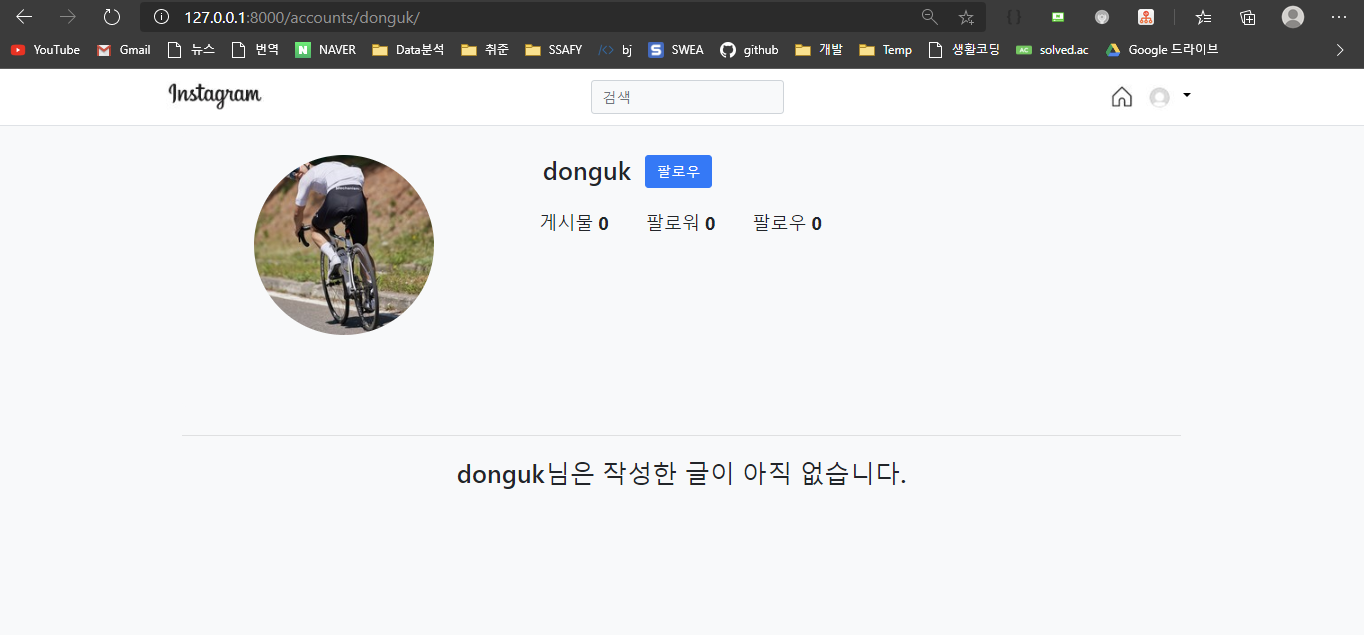 127.0.0.1:8000/accounts/donguk/
YouTube Gmail 뉴스 번역 NAVER Data분석 취준 SSAFY bj SWEA github 개발 Temp 생활코딩 solved.ac Google 드라이브
Instagram 검색
donguk 팔로우
게시물 0 팔로워 0 팔로우 0
donguk님은 작성한 글이 아직 없습니다.